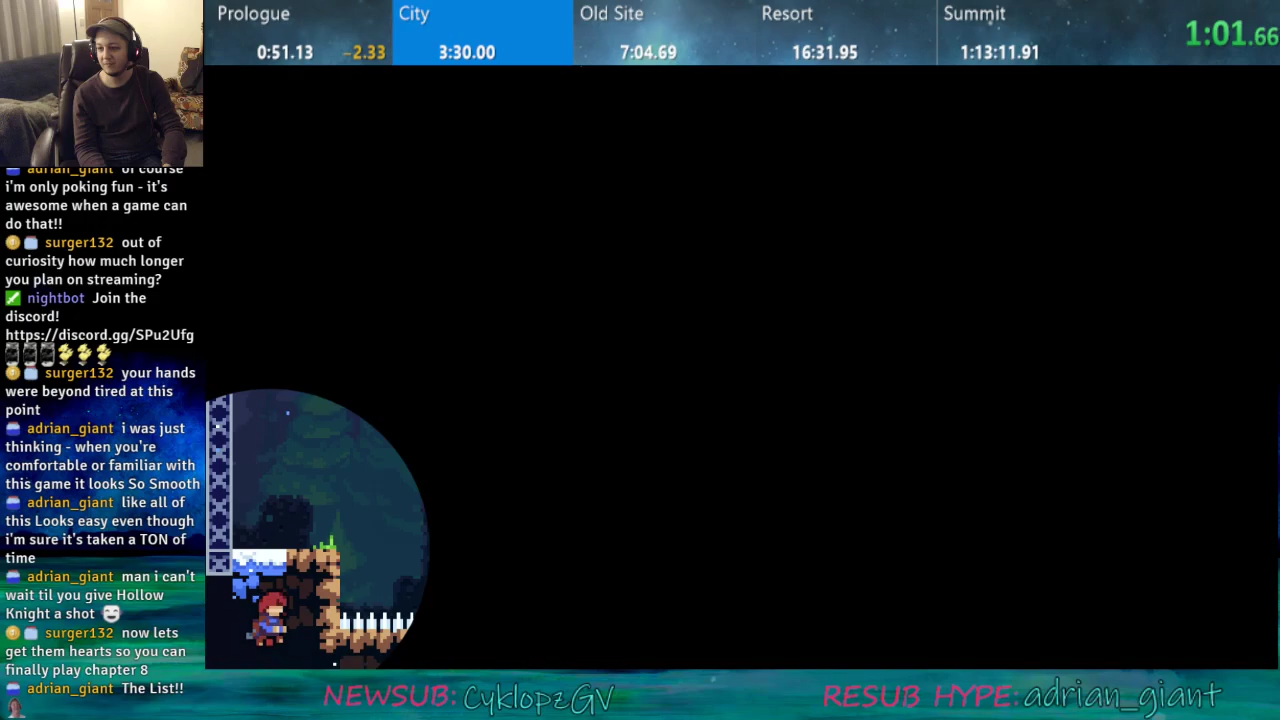 Prologue
0:51.13 −2.33
City
3:30.00
Old Site
7:04.69
Resort
16:31.95
Summit
1:13:11.91
1:01.66
adrian_giant of course
i'm only poking fun - it's
awesome when a game can
do that!!
surger132 out of
curiosity how much longer
you plan on streaming?
nightbot Join the
discord!
https://discord.gg/SPu2Ufg
surger132 your hands
were beyond tired at this
point
adrian_giant i was just
thinking - when you're
comfortable or familiar with
this game it looks So Smooth
adrian_giant like all of
this Looks easy even though
i'm sure it's taken a TON of
time
adrian_giant man i can't
wait til you give Hollow
Knight a shot
surger132 now lets
get them hearts so you can
finally play chapter 8
adrian_giant The List!!
NEWSUB: CyklopzGV
RESUB HYPE: adrian_giant